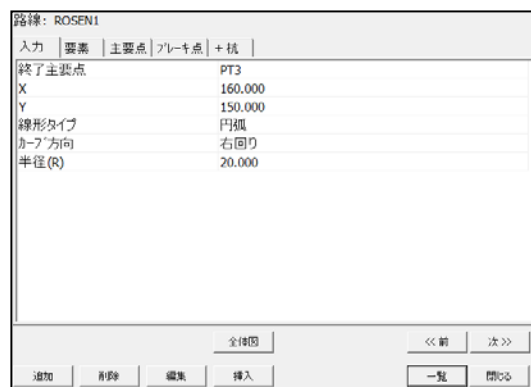 路線: ROSEN1
入力 要素 主要点 ブレーキ点 +杭
終了主要点 PT3
X 160.000
Y 150.000
線形タイプ 円弧
カーブ方向 右回り
半径(R) 20.000
全体図 << 前 次 >>
追加 削除 編集 挿入 一覧 閉じる